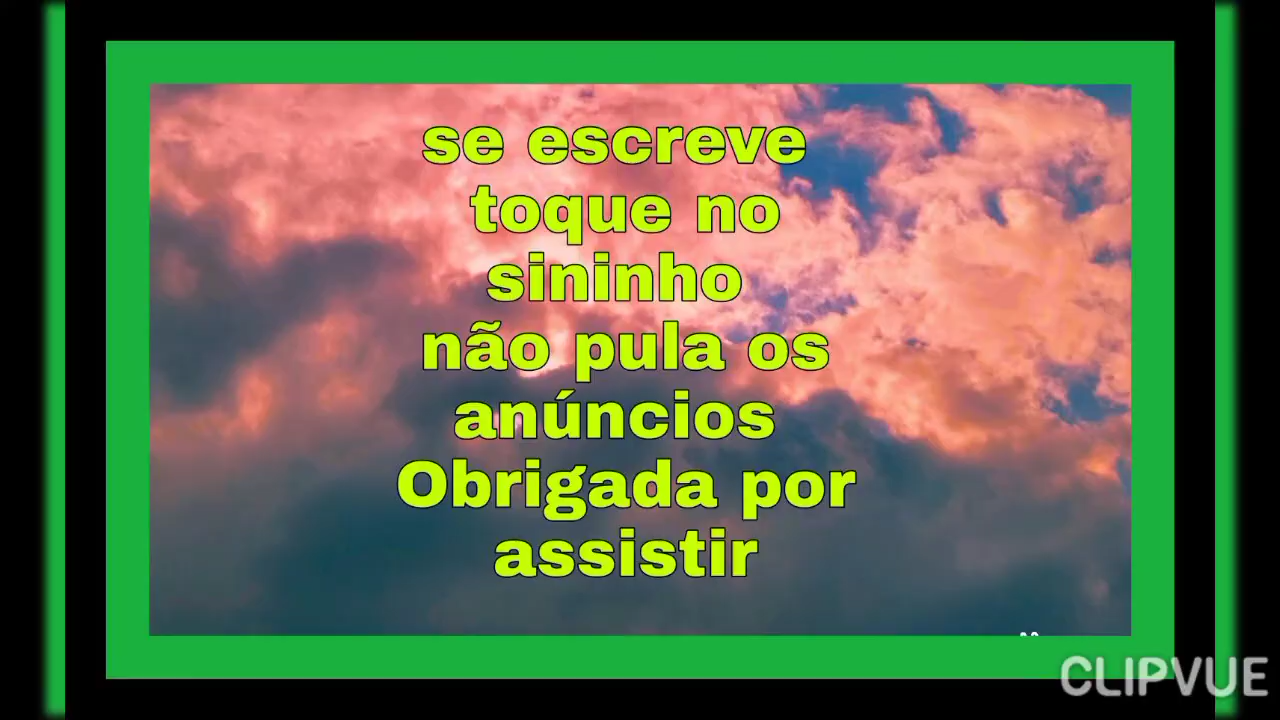 se escreve
toque no
sininho
não pula os
anúncios
Obrigada por
assistir
CLIPVUE